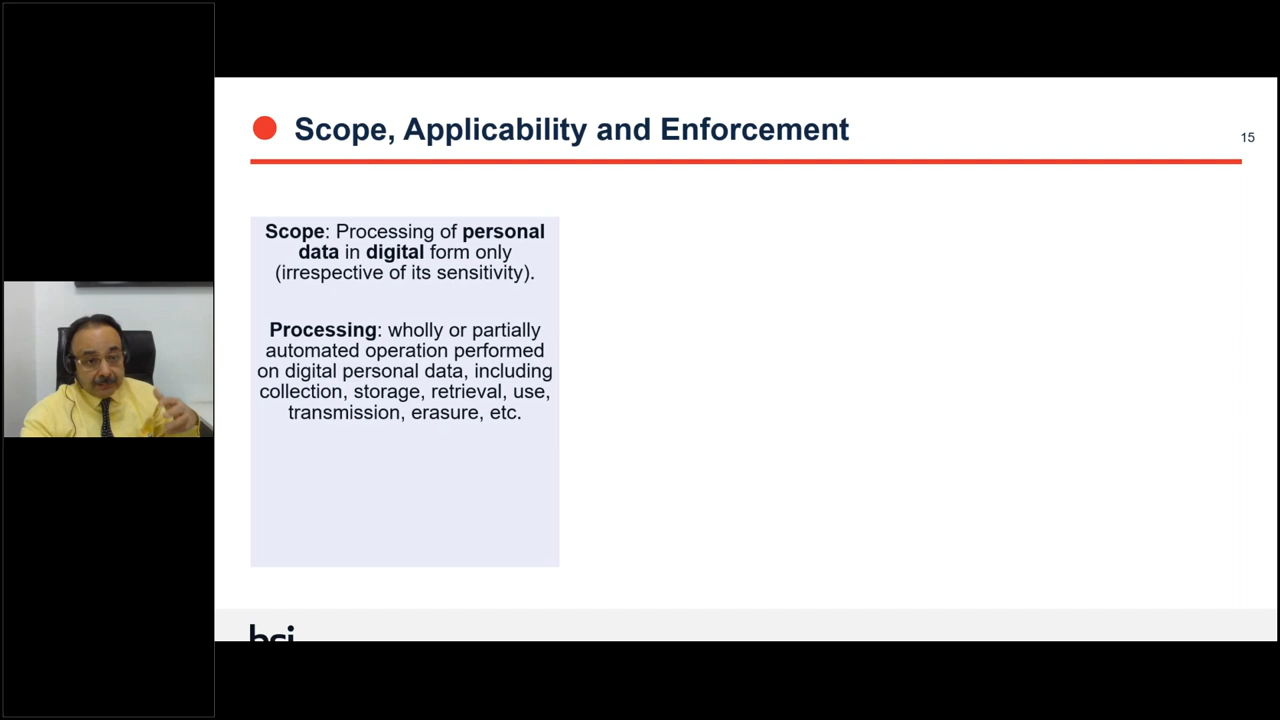 Scope, Applicability and Enforcement
15
Scope: Processing of personal
data in digital form only
(irrespective of its sensitivity).
Processing: wholly or partially
automated operation performed
on digital personal data, including
collection, storage, retrieval, use,
transmission, erasure, etc.
bsi